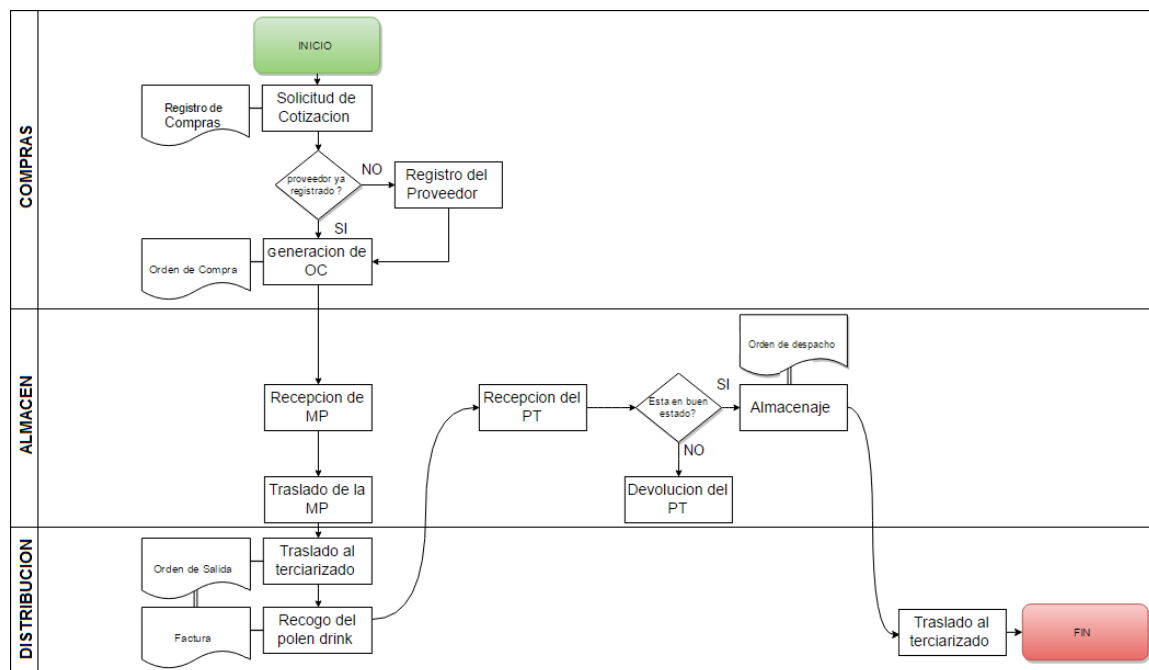 COMPRAS
INICIO
Registro de
Compras
Solicitud de
Cotizacion
proveedor ya
registrado ?
NO
Registro del
Proveedor
SI
Orden de Compra
Generacion de
OC
ALMACEN
Orden de despacho
Recepcion de
MP
Recepcion del
PT
Esta en buen
estado?
SI
Almacenaje
NO
Traslado de la
MP
Devolucion del
PT
DISTRIBUCION
Orden de Salida
Traslado al
terciarizado
Factura
Recogo del
polen drink
Traslado al
terciarizado
FIN